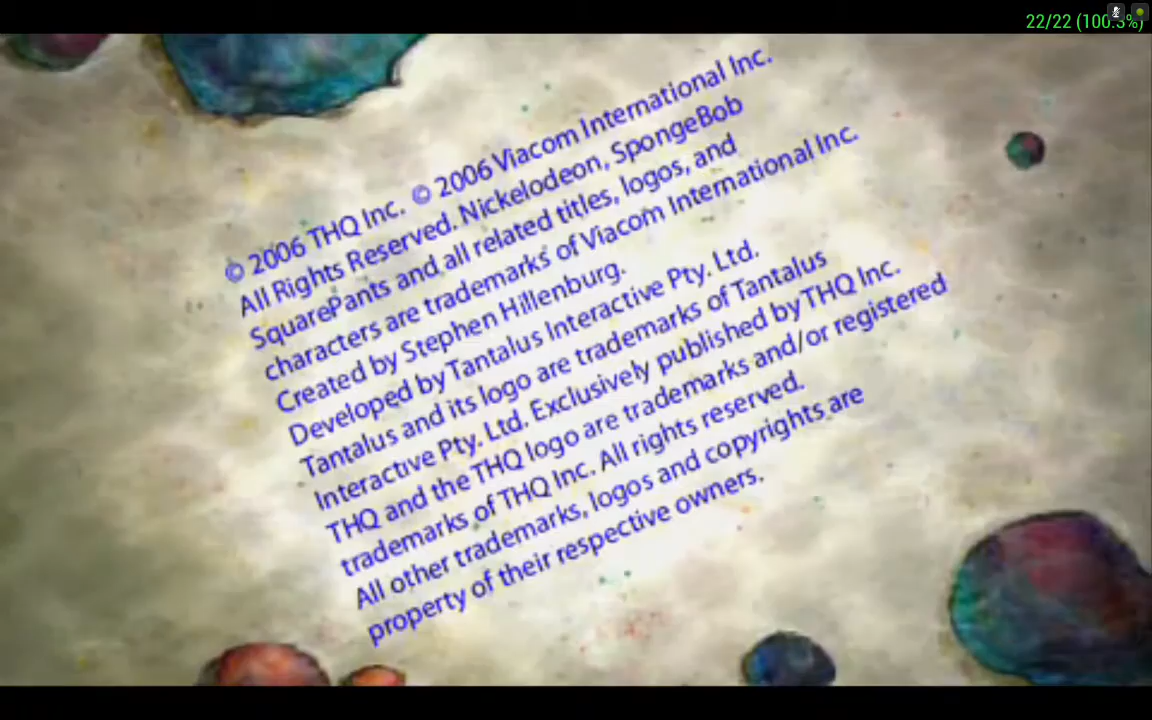 22/22 (100.3%)
© 2006 THQ Inc. © 2006 Viacom International Inc.
All Rights Reserved. Nickelodeon, SpongeBob
SquarePants and all related titles, logos, and
characters are trademarks of Viacom International Inc.
Created by Stephen Hillenburg.
Developed by Tantalus Interactive Pty. Ltd.
Tantalus and its logo are trademarks of Tantalus
Interactive Pty. Ltd. Exclusively published by THQ Inc.
THQ and the THQ logo are trademarks and/or registered
trademarks of THQ Inc. All rights reserved.
All other trademarks, logos and copyrights are
property of their respective owners.